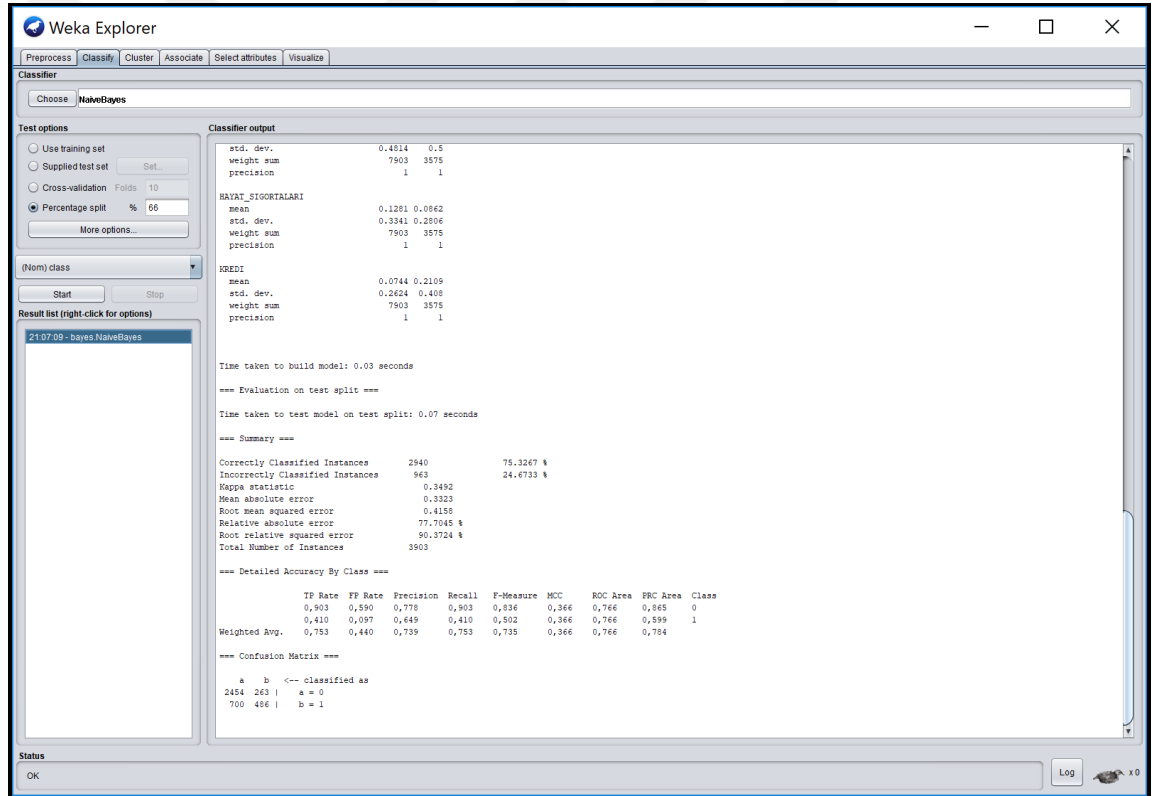 Weka Explorer
Preprocess Classify Cluster Associate Select attributes Visualize
Classifier
Choose NaiveBayes
Test options
Use training set
Supplied test set Set...
Cross-validation Folds 10
Percentage split % 66
More options...
(Nom) class
Start Stop
Result list (right-click for options)
21:07:09 - bayes.NaiveBayes
Classifier output
std. dev. 0.4814 0.5
weight sum 7903 3575
precision 1 1
HAYAT_SIGORTALARI
mean 0.1281 0.0862
std. dev. 0.3341 0.2806
weight sum 7903 3575
precision 1 1
KREDI
mean 0.0744 0.2109
std. dev. 0.2624 0.408
weight sum 7903 3575
precision 1 1
Time taken to build model: 0.03 seconds
=== Evaluation on test split ===
Time taken to test model on test split: 0.07 seconds
=== Summary ===
Correctly Classified Instances 2940 75.3267 %
Incorrectly Classified Instances 963 24.6733 %
Kappa statistic 0.3492
Mean absolute error 0.3323
Root mean squared error 0.4158
Relative absolute error 77.7045 %
Root relative squared error 90.3724 %
Total Number of Instances 3903
=== Detailed Accuracy By Class ===
TP Rate FP Rate Precision Recall F-Measure MCC ROC Area PRC Area Class
0,903 0,590 0,778 0,903 0,836 0,366 0,766 0,865 0
0,410 0,097 0,649 0,410 0,502 0,366 0,766 0,599 1
Weighted Avg. 0,753 0,440 0,739 0,753 0,735 0,366 0,766 0,784
=== Confusion Matrix ===
a b <-- classified as
2454 263 | a = 0
700 486 | b = 1
Status
OK
Log
x 0